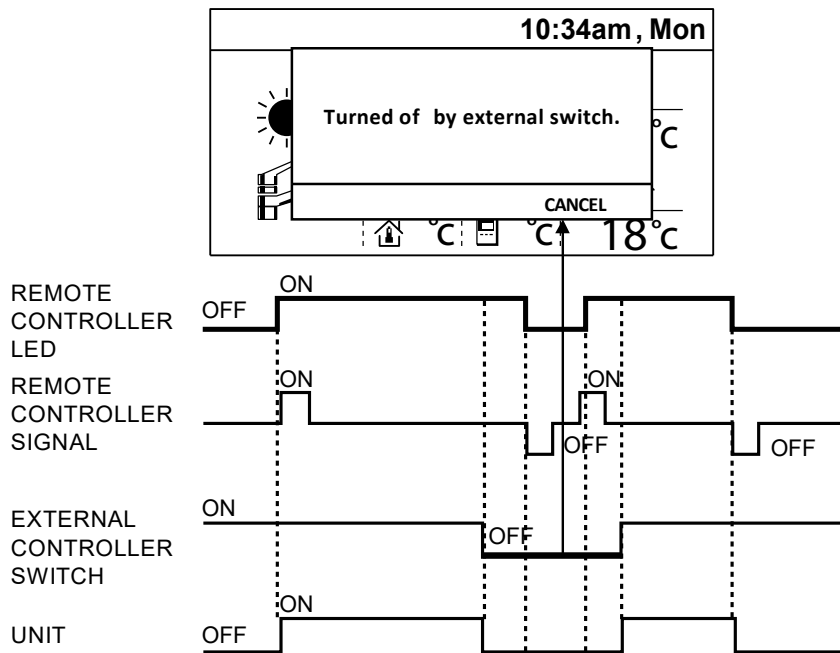 10:34am , Mon
Turned of by external switch.
°C
CANCEL
°C °C 18°C
REMOTE
CONTROLLER
LED
OFF
ON
REMOTE
CONTROLLER
SIGNAL
ON
OFF
ON
OFF
EXTERNAL
CONTROLLER
SWITCH
ON
OFF
UNIT
OFF
ON